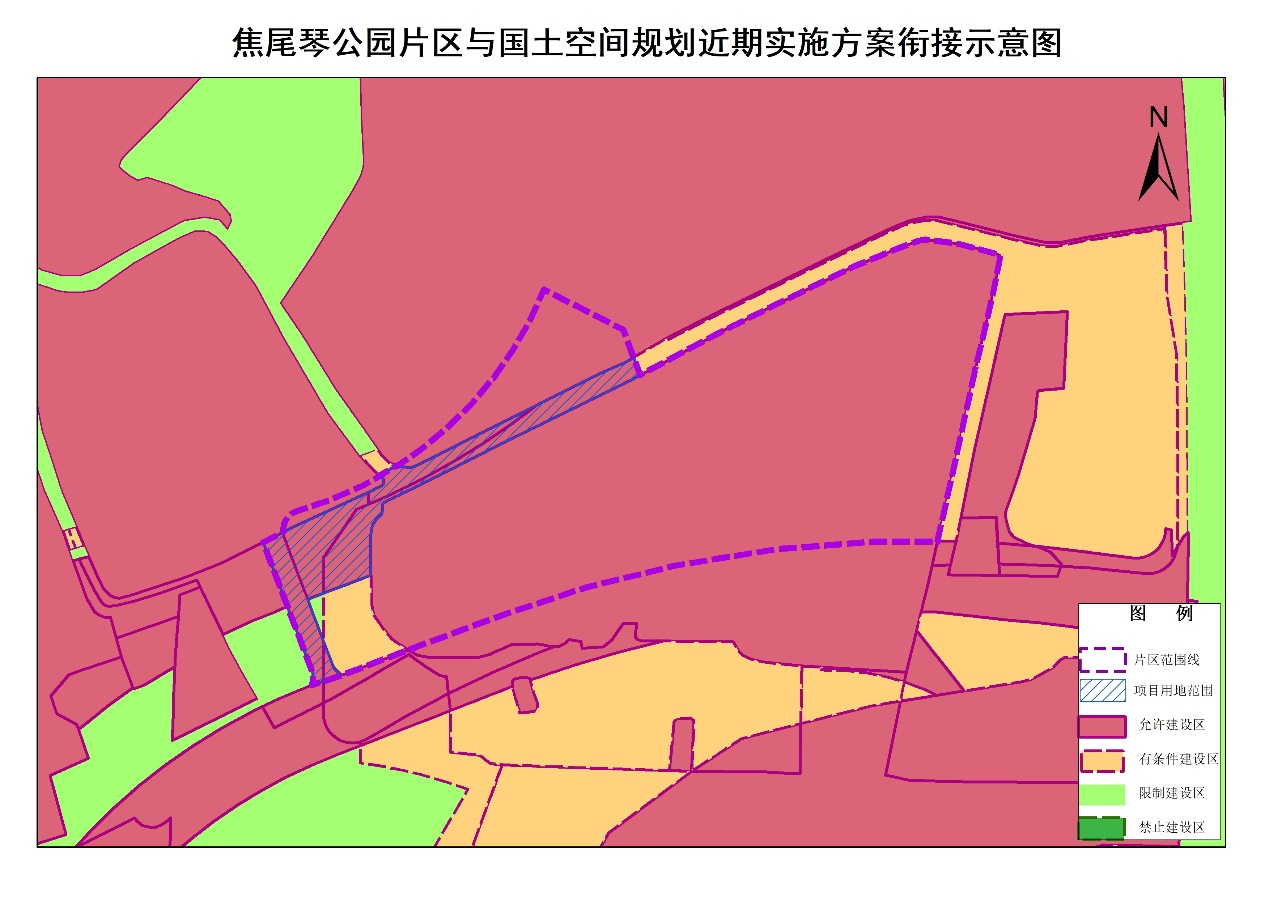 焦尾琴公园片区与国土空间规划近期实施方案衔接示意图
N
图 例
片区范围线
项目用地范围
允许建设区
有条件建设区
限制建设区
禁止建设区